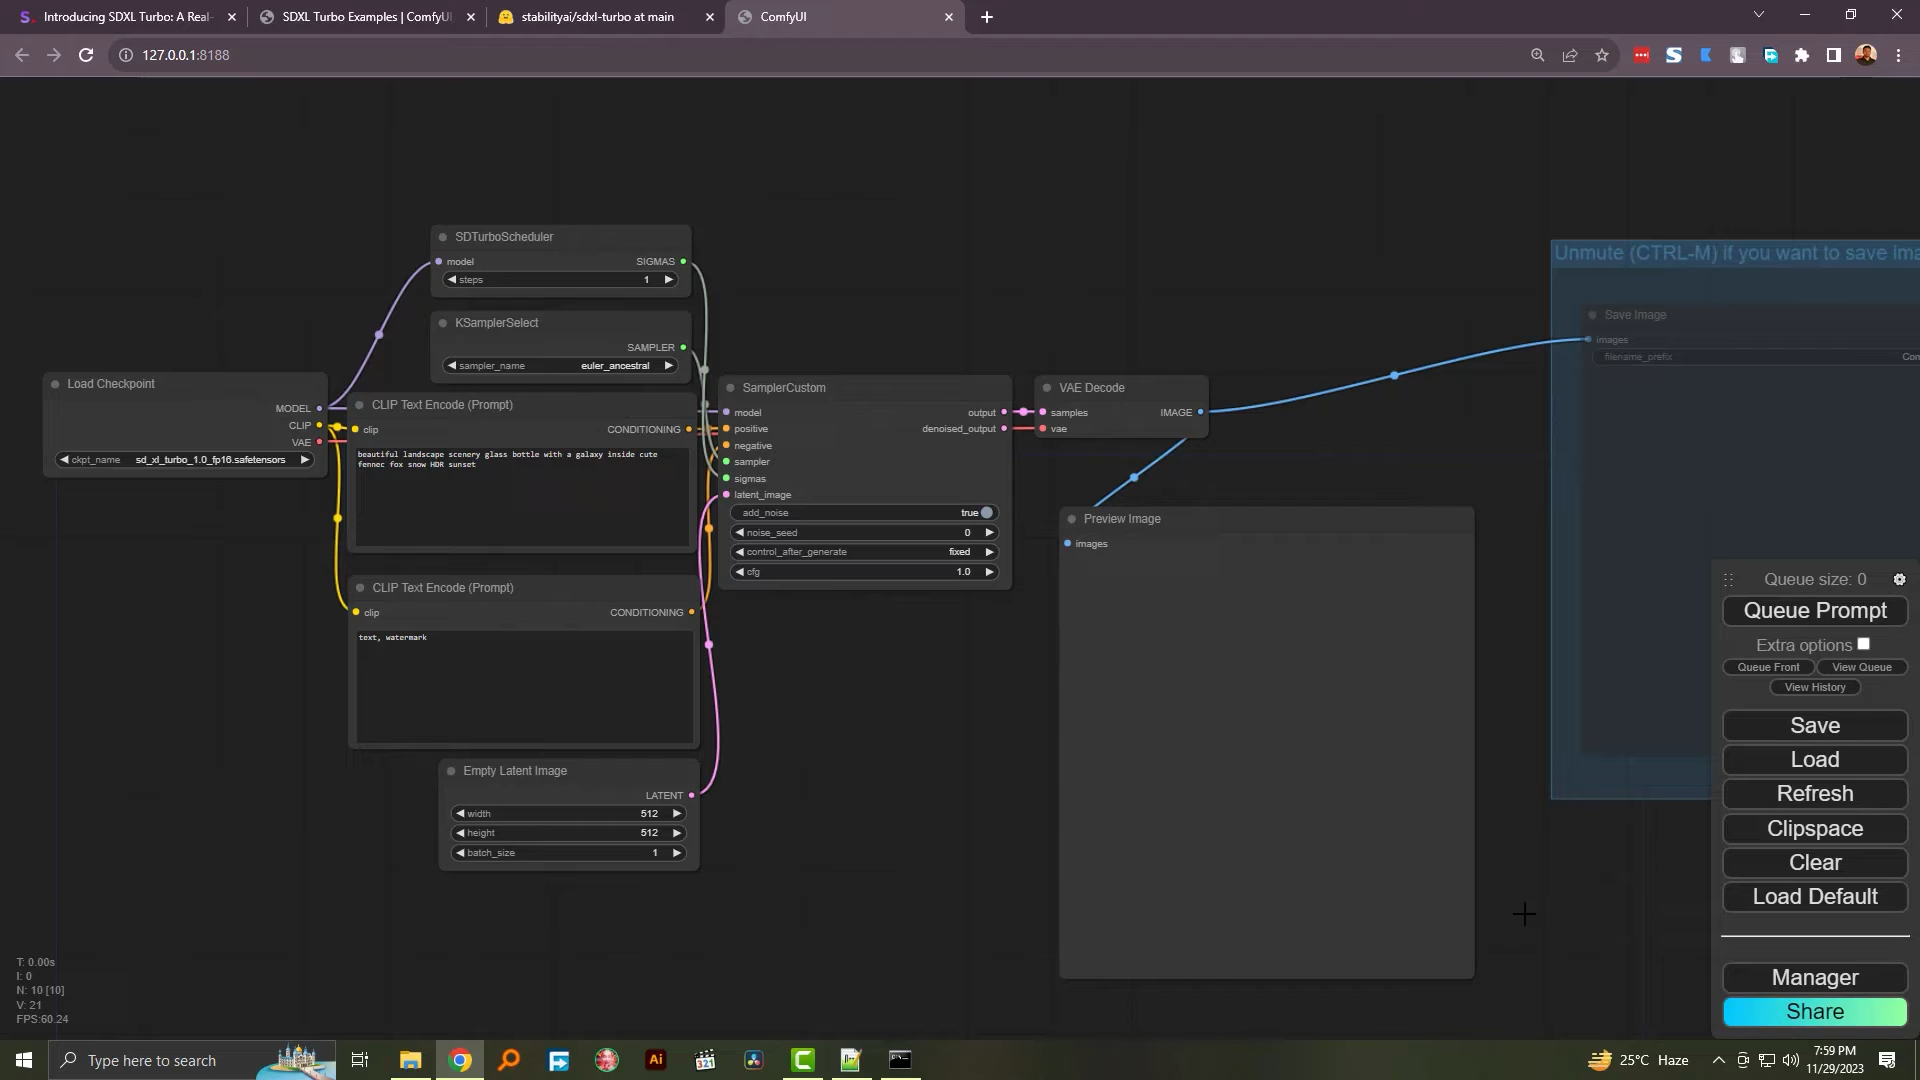 Introducing SDXL Turbo: A Real-
SDXL Turbo Examples | ComfyUI
stabilityai/sdxl-turbo at main
ComfyUI
127.0.0.1:8188
SDTurboScheduler
model SIGMAS
steps 1
KSamplerSelect
SAMPLER
sampler_name euler_ancestral
Load Checkpoint
MODEL
CLIP
VAE
ckpt_name sd_xl_turbo_1.0_fp16.safetensors
CLIP Text Encode (Prompt)
clip CONDITIONING
beautiful landscape scenery glass bottle with a galaxy inside cute
fennec fox snow HDR sunset
CLIP Text Encode (Prompt)
clip CONDITIONING
text, watermark
Empty Latent Image
LATENT
width 512
height 512
batch_size 1
SamplerCustom
model output
positive denoised_output
negative
sampler
sigmas
latent_image
add_noise true
noise_seed 0
control_after_generate fixed
cfg 1.0
VAE Decode
samples IMAGE
vae
Preview Image
images
Unmute (CTRL-M) if you want to save ima
Save Image
images
filename_prefix Con
Queue size: 0
Queue Prompt
Extra options
Queue Front View Queue
View History
Save
Load
Refresh
Clipspace
Clear
Load Default
Manager
Share
T: 0.00s
I: 0
N: 10 [10]
V: 21
FPS:60.24
Type here to search
Ai
321
25°C Haze
7:59 PM
11/29/2023